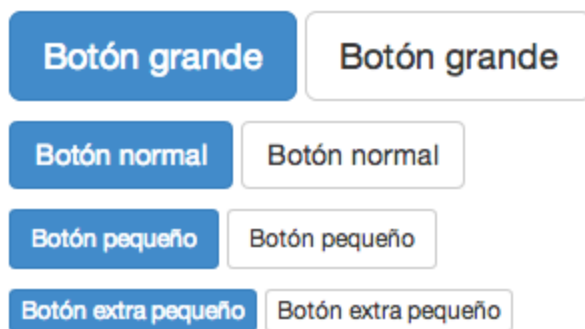 Botón grande Botón grande
Botón normal Botón normal
Botón pequeño Botón pequeño
Botón extra pequeño Botón extra pequeño